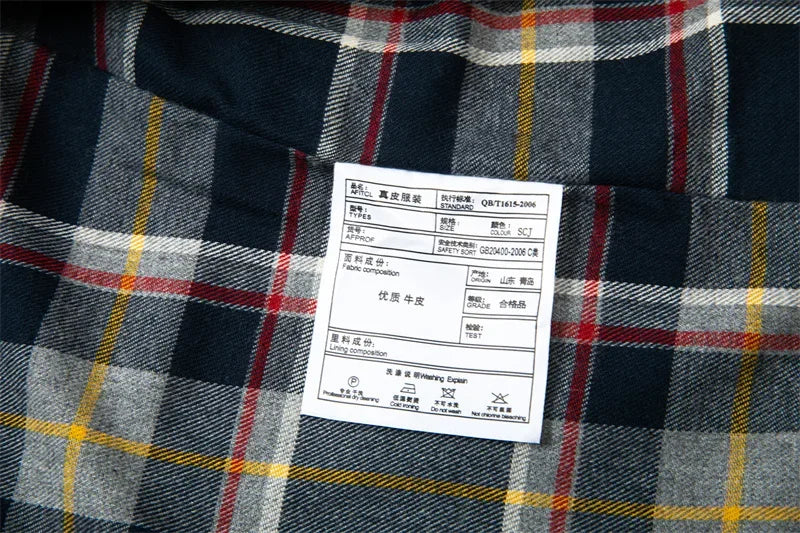 品名: 真皮服装 执行标准: QB/T1615-2006
AFITCL STANDARD
型号: 规格: 颜色: SCJ
TYPES SIZE COLOUR
货号: 安全技术类别: GB20400-2006 C类
AFPROF SAFETY SORT
面料成份: 产地: 山东 青岛
Fabric composition ORIGIN
优质 牛皮 等级: 合格品
GRADE
检验:
TEST
里料成份:
Lining composition
洗涤说明Washing Explain
P
专业干洗 低温熨烫 不可水洗 不可氯漂
Professional dry cleaning Cold ironing Do not wash Not chlorine bleaching